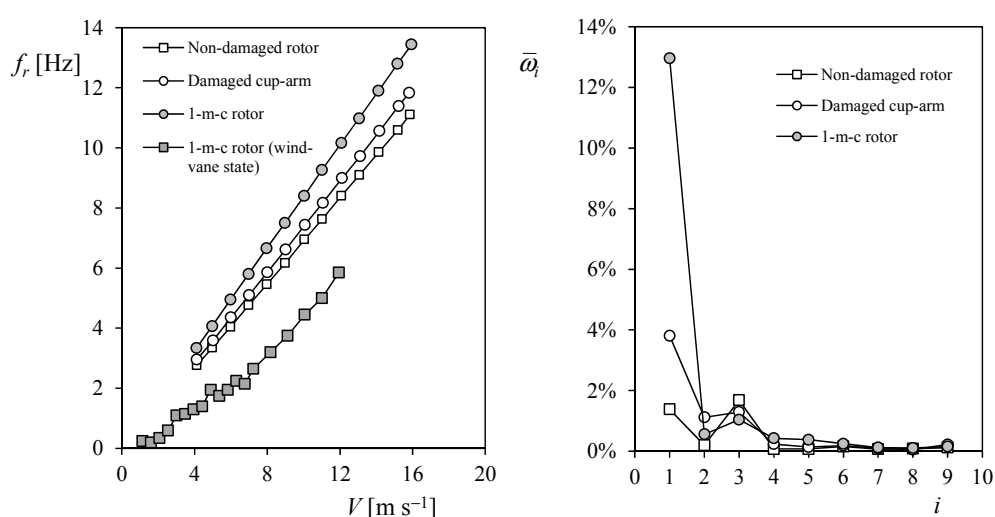 14
12
10
8
6
4
2
0
f_r [Hz]
Non-damaged rotor
Damaged cup-arm
1-m-c rotor
1-m-c rotor (wind-
vane state)
0 4 8 12 16 20
V [m s⁻¹]
14%
12%
10%
8%
6%
4%
2%
0%
ω̅_i
Non-damaged rotor
Damaged cup-arm
1-m-c rotor
0 1 2 3 4 5 6 7 8 9 10
i